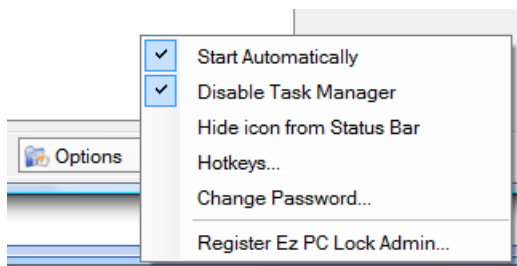 Start Automatically
Disable Task Manager
Hide icon from Status Bar
Options
Hotkeys...
Change Password...
Register Ez PC Lock Admin...